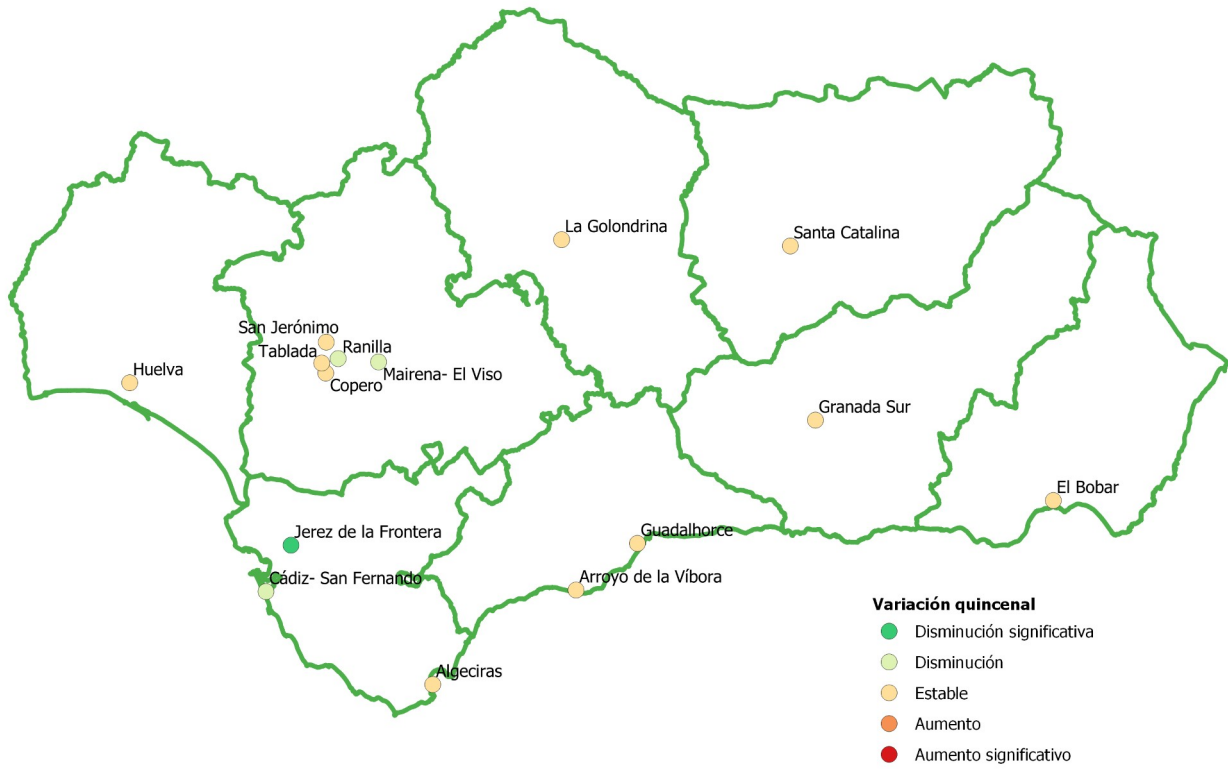 La Golondrina
Santa Catalina
San Jerónimo
Ranilla
Tablada
Huelva
Mairena- El Viso
Copero
Granada Sur
El Bobar
Jerez de la Frontera
Guadalhorce
Cádiz- San Fernando
Arroyo de la Víbora
Algeciras
Variación quincenal
Disminución significativa
Disminución
Estable
Aumento
Aumento significativo